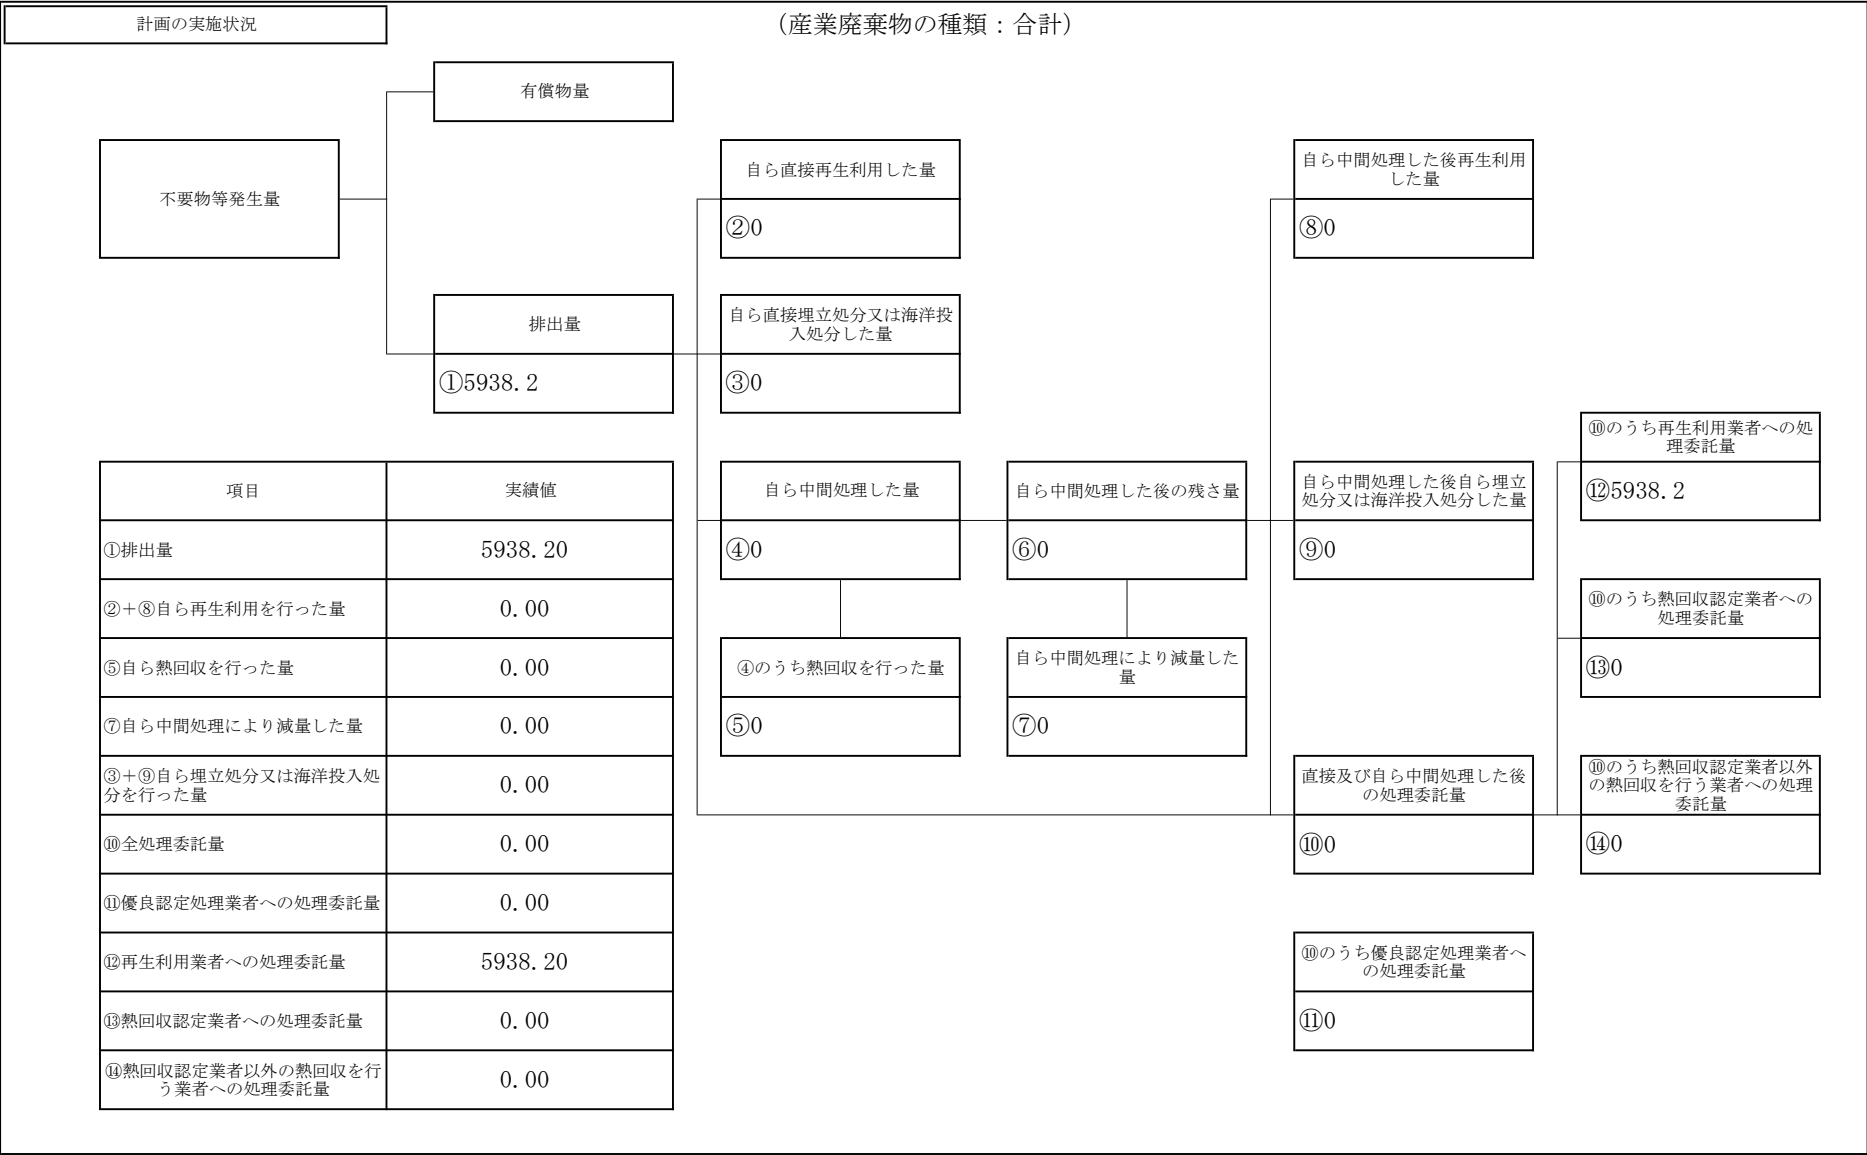 計画の実施状況
（産業廃棄物の種類：合計）
有償物量
不要物等発生量
自ら直接再生利用した量
②0
自ら中間処理した後再生利用
した量
⑧0
排出量
①5938.2
自ら直接埋立処分又は海洋投
入処分した量
③0
⑩のうち再生利用業者への処
理委託量
⑫5938.2
自ら中間処理した量
④0
自ら中間処理した後の残さ量
⑥0
自ら中間処理した後自ら埋立
処分又は海洋投入処分した量
⑨0
⑩のうち熱回収認定業者への
処理委託量
⑬0
④のうち熱回収を行った量
⑤0
自ら中間処理により減量した
量
⑦0
直接及び自ら中間処理した後
の処理委託量
⑩0
⑩のうち熱回収認定業者以外
の熱回収を行う業者への処理
委託量
⑭0
⑩のうち優良認定処理業者へ
の処理委託量
⑪0
項目 実績値
①排出量 5938.20
②＋⑧自ら再生利用を行った量 0.00
⑤自ら熱回収を行った量 0.00
⑦自ら中間処理により減量した量 0.00
③＋⑨自ら埋立処分又は海洋投入処
分を行った量 0.00
⑩全処理委託量 0.00
⑪優良認定処理業者への処理委託量 0.00
⑫再生利用業者への処理委託量 5938.20
⑬熱回収認定業者への処理委託量 0.00
⑭熱回収認定業者以外の熱回収を行
う業者への処理委託量 0.00